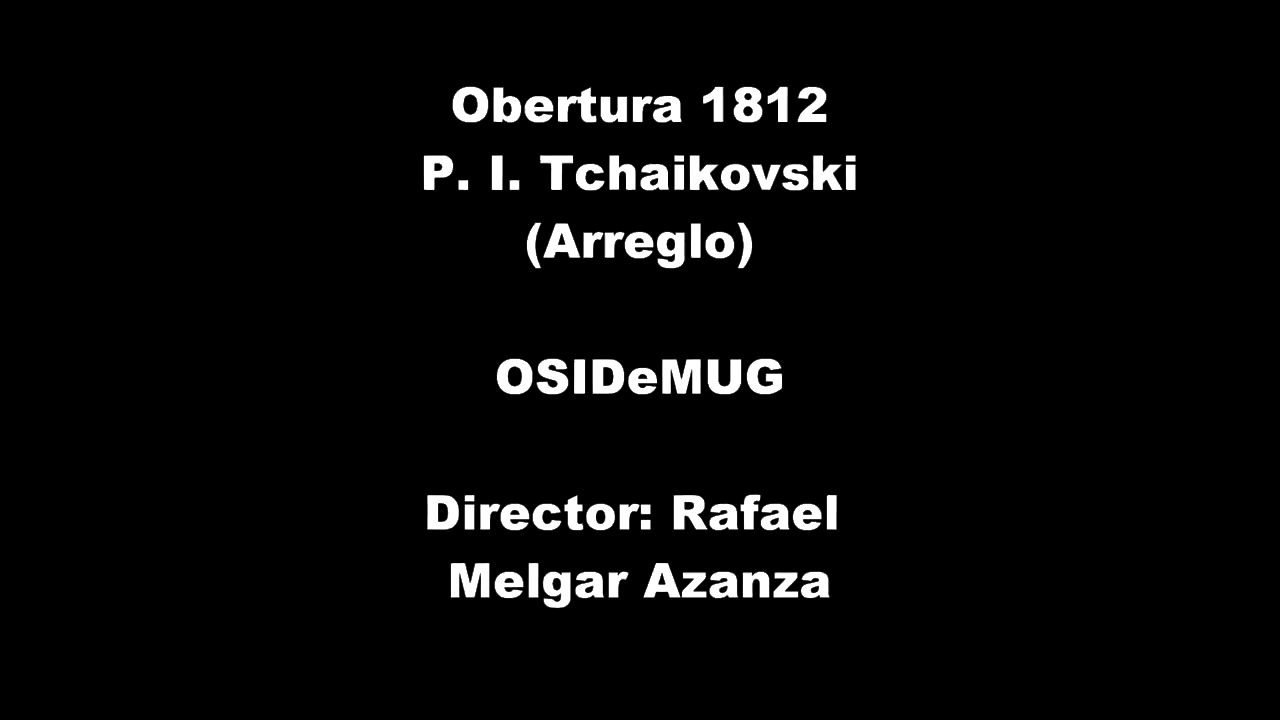 Obertura 1812
P. I. Tchaikovski
(Arreglo)
OSIDeMUG
Director: Rafael
Melgar Azanza